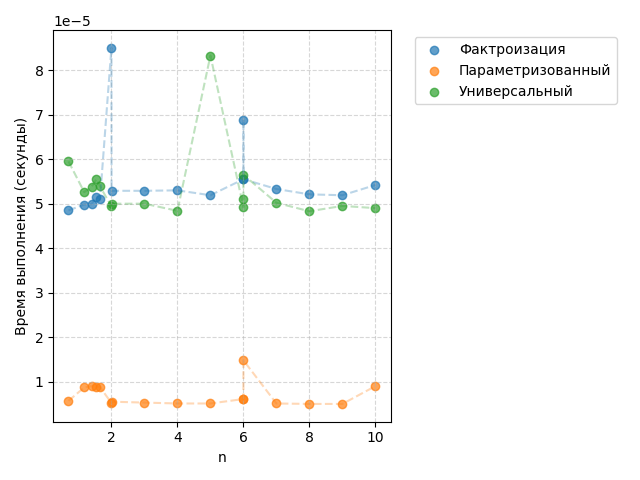 1e−5
Время выполнения (секунды)
8
7
6
5
4
3
2
1
2 4 6 8 10
n
Фактроизация
Параметризованный
Универсальный